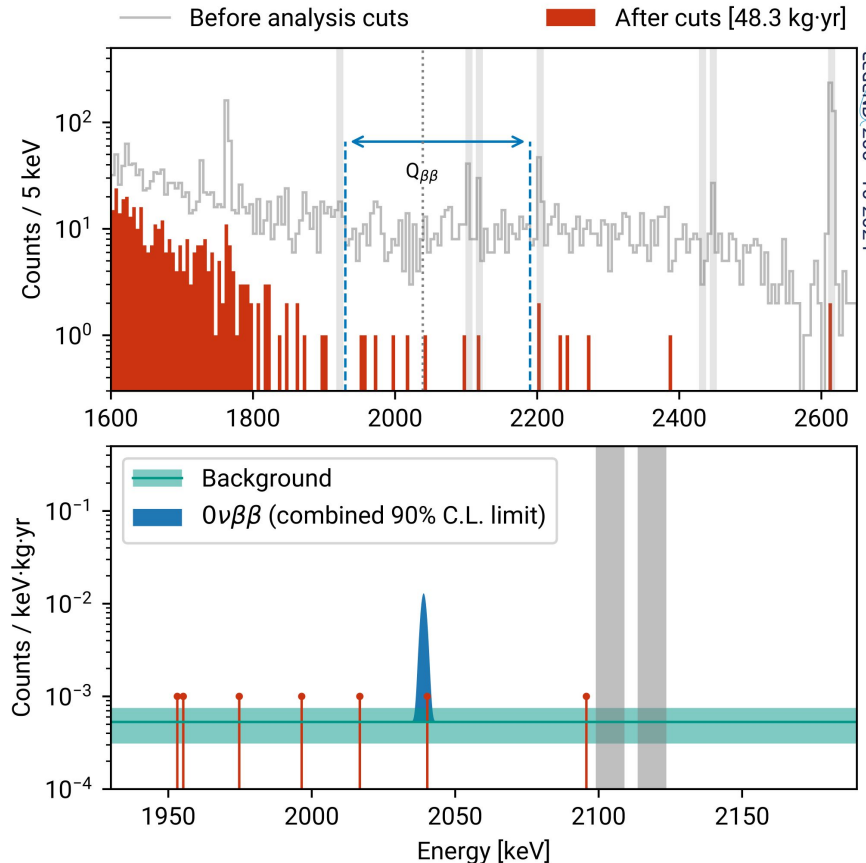 Before analysis cuts
After cuts [48.3 kg·yr]
Counts / 5 keV
10²
10¹
10⁰
Qββ
1600
1800
2000
2200
2400
2600
Background
0νββ (combined 90% C.L. limit)
Counts / keV·kg·yr
10⁻¹
10⁻²
10⁻³
10⁻⁴
1950
2000
2050
2100
2150
Energy [keV]